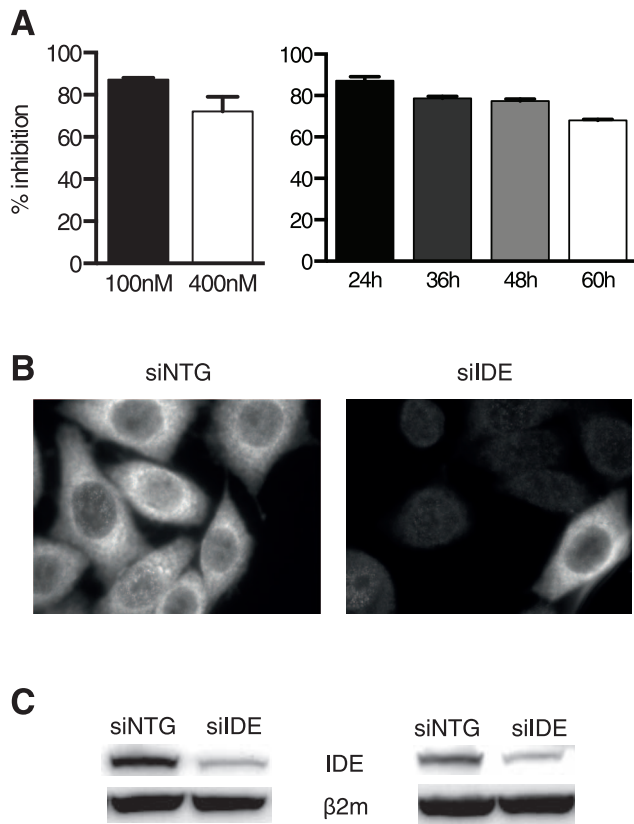 A
% inhibition
100
80
60
40
20
0
100nM 400nM
100
80
60
40
20
0
24h 36h 48h 60h
B
siNTG siIDE
C
siNTG siIDE siNTG siIDE
IDE
β2m